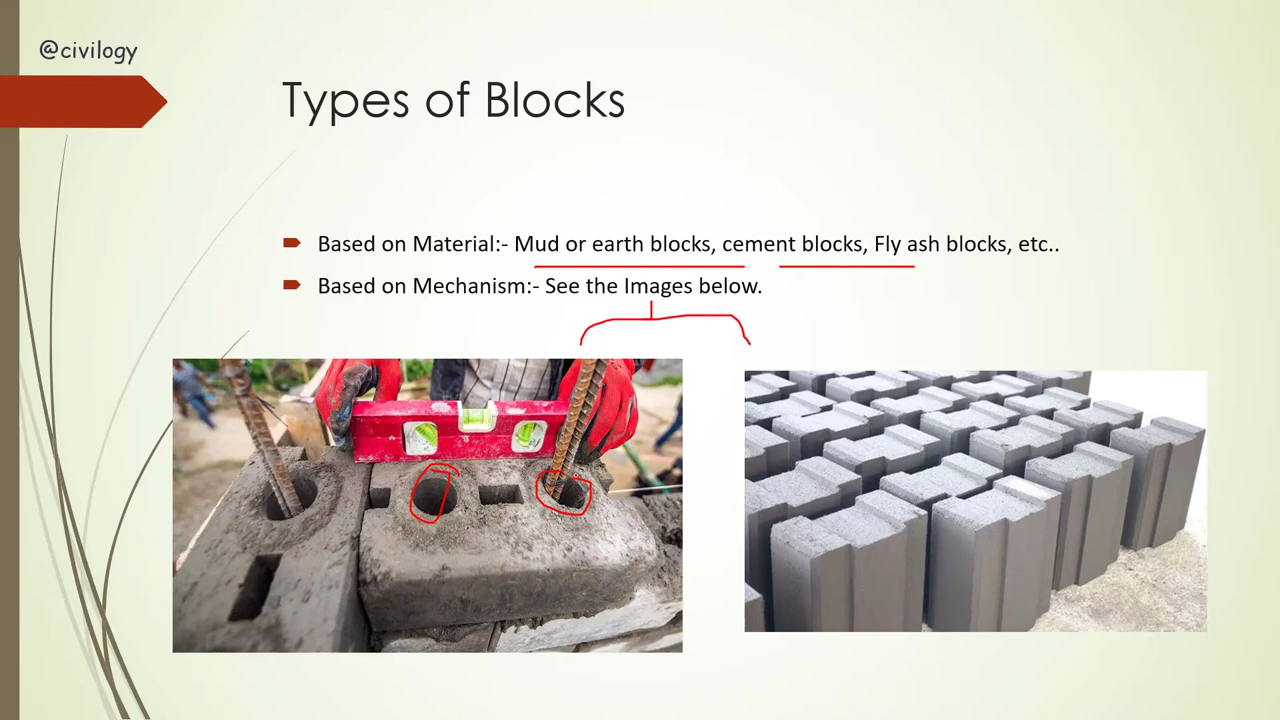 @civilogy
Types of Blocks
Based on Material:- Mud or earth blocks, cement blocks, Fly ash blocks, etc..
Based on Mechanism:- See the Images below.